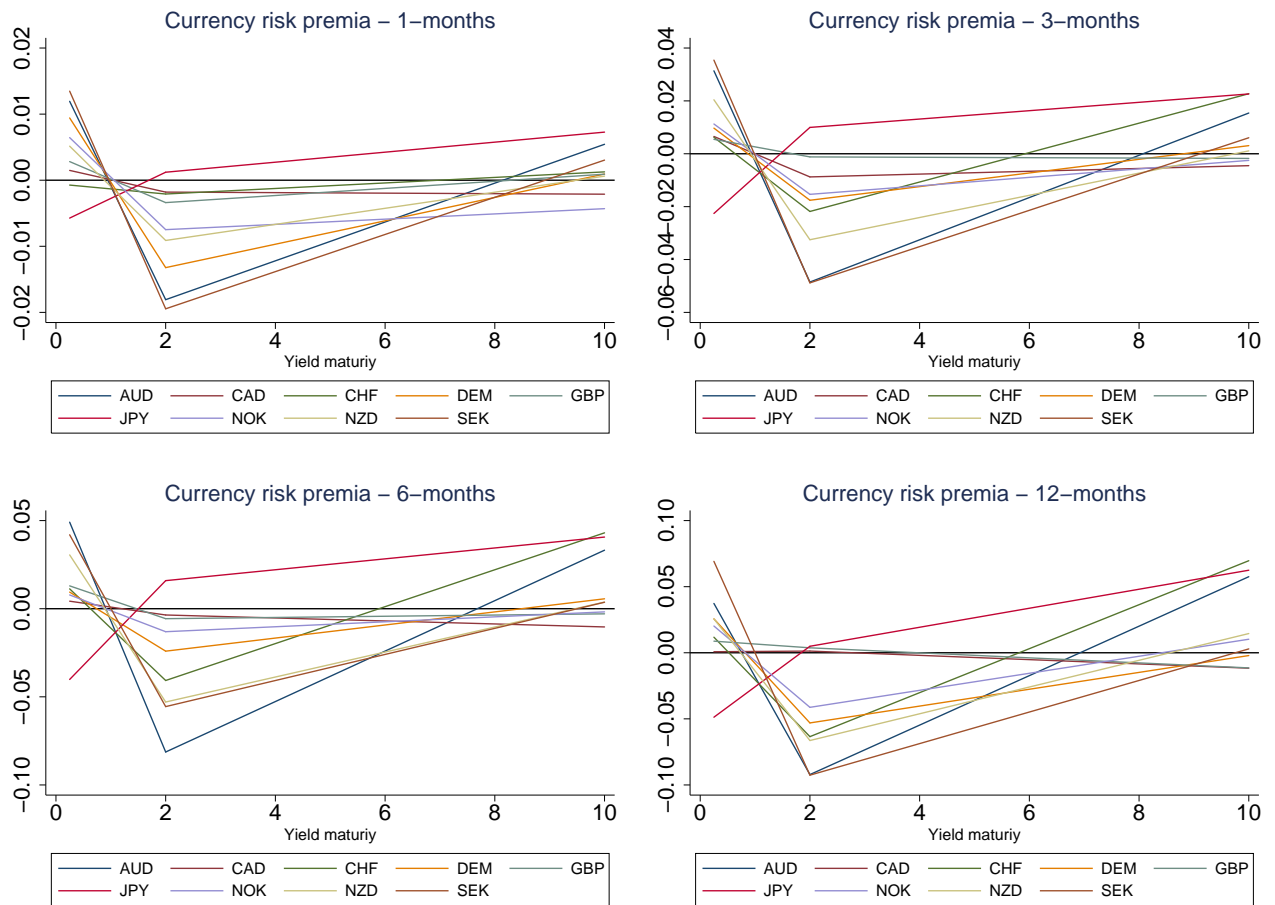 Currency risk premia − 1−months
0.02
0.01
0.00
−0.01
−0.02
0 2 4 6 8 10
Yield maturiy
AUD CAD CHF DEM GBP
JPY NOK NZD SEK
Currency risk premia − 3−months
0.04
0.02
0.00
−0.02
−0.04
−0.06
0 2 4 6 8 10
Yield maturiy
AUD CAD CHF DEM GBP
JPY NOK NZD SEK
Currency risk premia − 6−months
0.05
0.00
−0.05
−0.10
0 2 4 6 8 10
Yield maturiy
AUD CAD CHF DEM GBP
JPY NOK NZD SEK
Currency risk premia − 12−months
0.10
0.05
0.00
−0.05
−0.10
0 2 4 6 8 10
Yield maturiy
AUD CAD CHF DEM GBP
JPY NOK NZD SEK